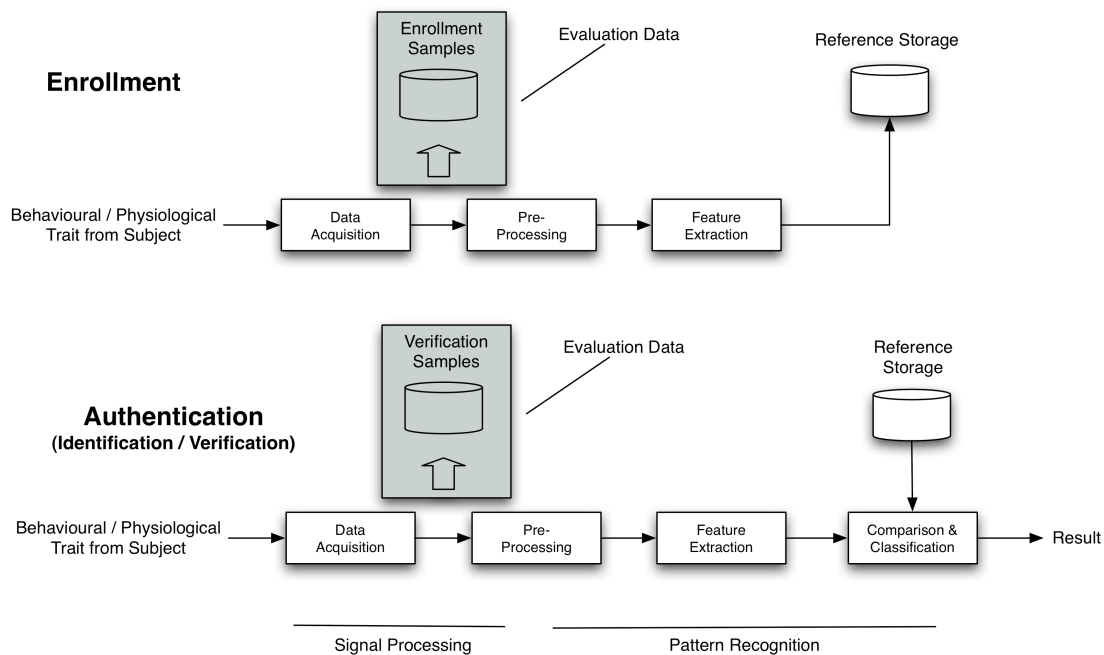 Enrollment
Samples
Evaluation Data
Reference Storage
Enrollment
Behavioural / Physiological
Trait from Subject
Data
Acquisition
Pre-
Processing
Feature
Extraction
Verification
Samples
Evaluation Data
Reference
Storage
Authentication
(Identification / Verification)
Behavioural / Physiological
Trait from Subject
Data
Acquisition
Pre-
Processing
Feature
Extraction
Comparison &
Classification
Result
Signal Processing
Pattern Recognition